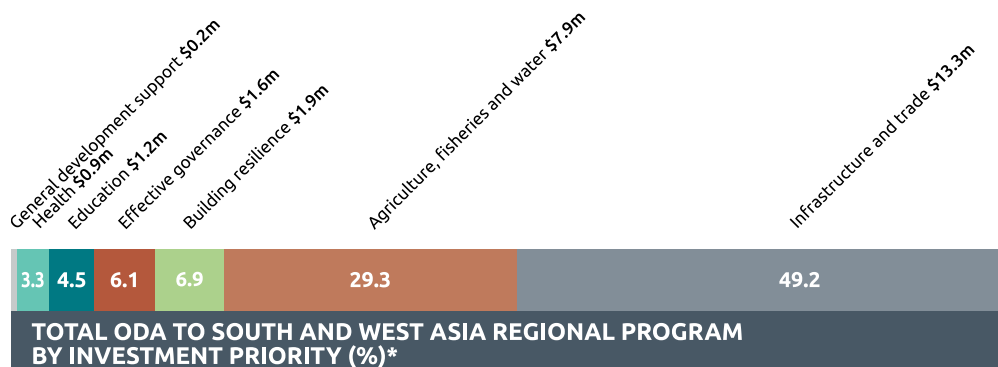 General development support $0.2m
Health $0.9m
Education $1.2m
Effective governance $1.6m
Building resilience $1.9m
Agriculture, fisheries and water $7.9m
Infrastructure and trade $13.3m
3.3
4.5
6.1
6.9
29.3
49.2
TOTAL ODA TO SOUTH AND WEST ASIA REGIONAL PROGRAM
BY INVESTMENT PRIORITY (%)*